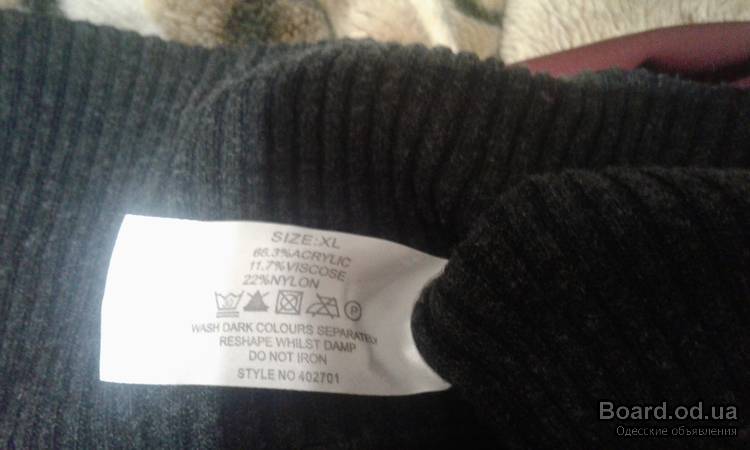 SIZE:XL
66.3%ACRYLIC
11.7%VISCOSE
22%NYLON
P
WASH DARK COLOURS SEPARATELY
RESHAPE WHILST DAMP
DO NOT IRON
STYLE NO 402701
Board.od.ua
Одесские объявления